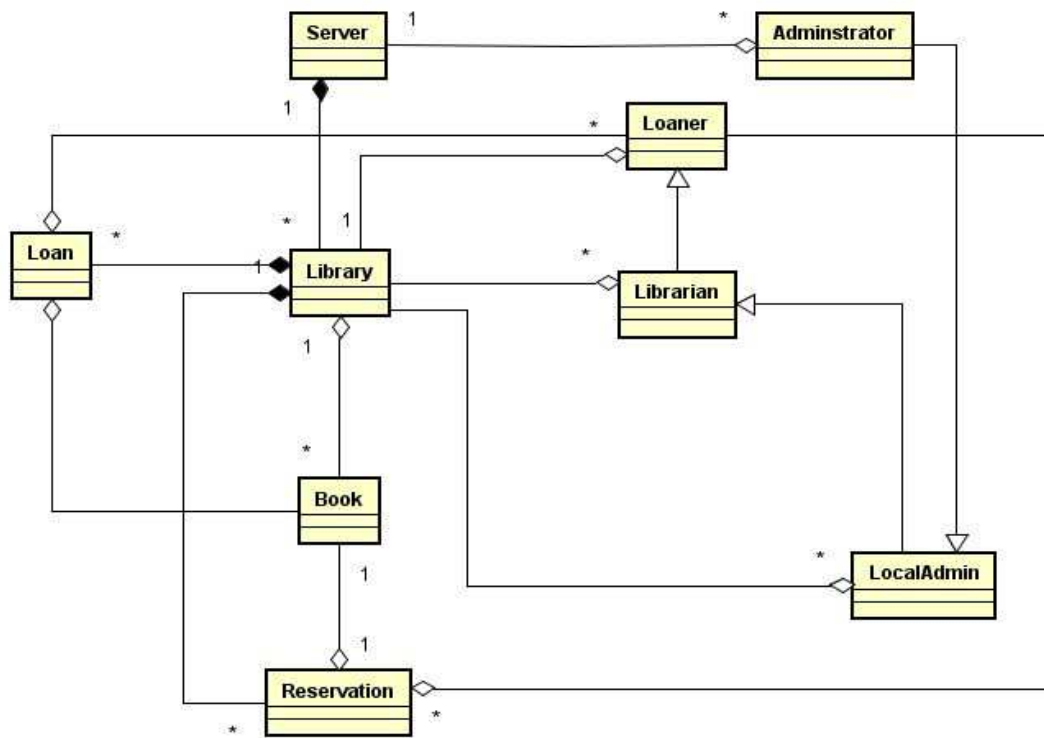 1
*
Server
Adminstrator
1
*
Loaner
1
*
*
*
Loan
1
Library
Librarian
1
*
Book
*
LocalAdmin
1
1
Reservation
*
*